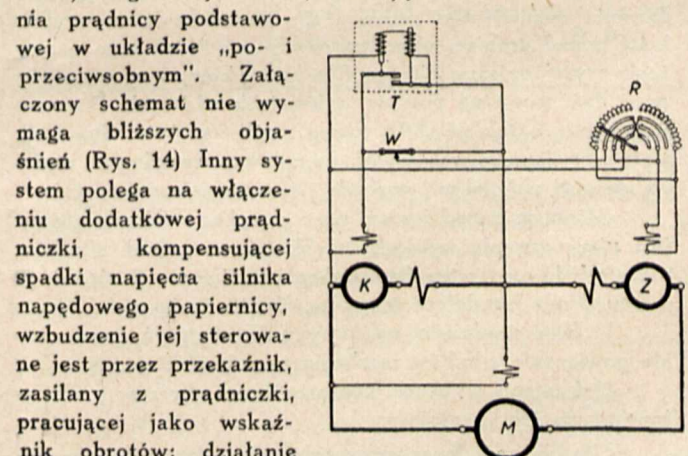 nia prądnicy podstawo-
wej w układzie „po- i
przeciwsobnym". Załą-
czony schemat nie wy-
maga bliższych obja-
śnień (Rys. 14) Inny sy-
stem polega na włącze-
niu dodatkowej prąd-
niczki, kompensującej
spadki napięcia silnika
napędowego papiernicy,
wzbudzenie jej sterowa-
ne jest przez przekaźnik,
zasilany z prądniczki,
pracującej jako wskaź-
nik obrotów; działanie
T
R
W
K
Z
M